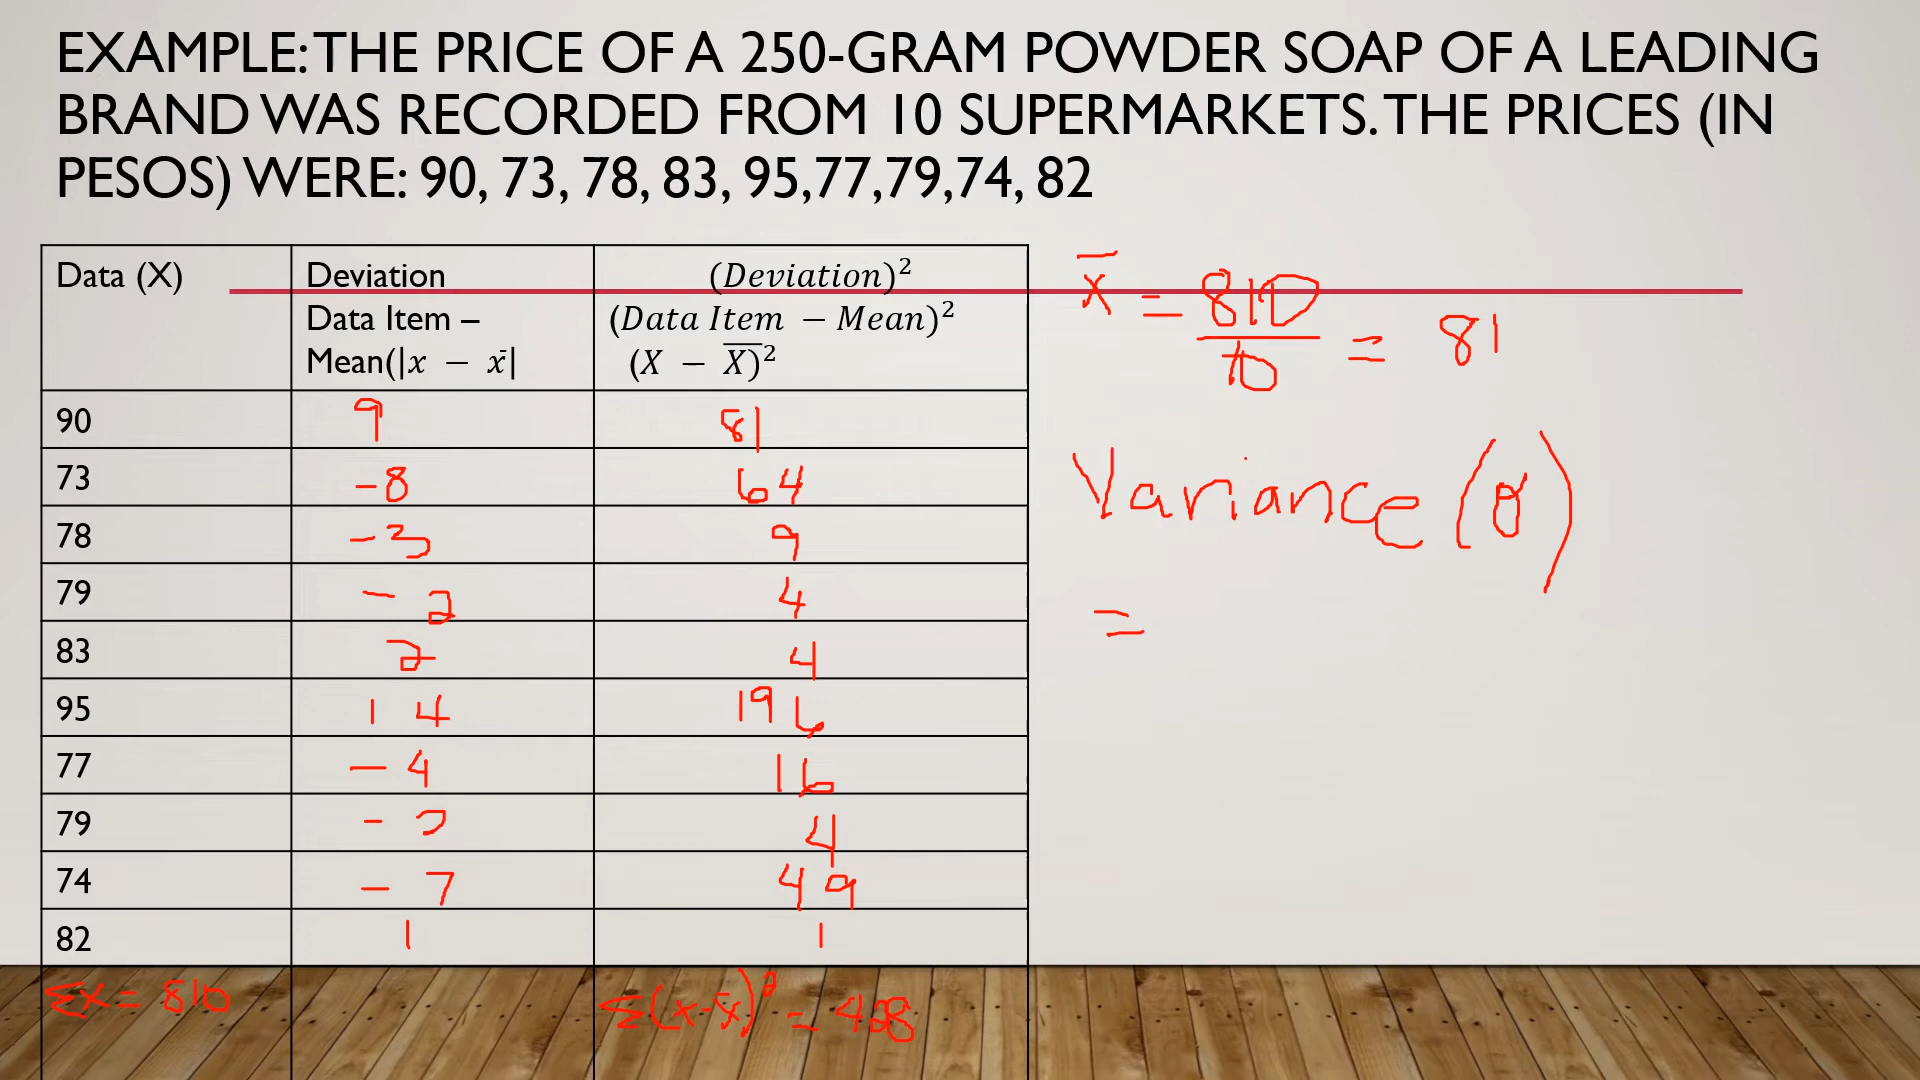 EXAMPLE: THE PRICE OF A 250-GRAM POWDER SOAP OF A LEADING
BRAND WAS RECORDED FROM 10 SUPERMARKETS. THE PRICES (IN
PESOS) WERE: 90, 73, 78, 83, 95,77,79,74, 82
Data (X)
Deviation
Data Item –
Mean(|x − x̄|
(Deviation)²
(Data Item − Mean)²
(X − X̅)²
90 9 81
73 -8 64
78 -3 9
79 - 2 4
83 2 4
95 14 196
77 - 4 16
79 - 2 4
74 - 7 49
82 1 1
Σx = 810 Σ(x-x̄)² = 428
x̄ = 810/10 = 81
Variance (σ)
=